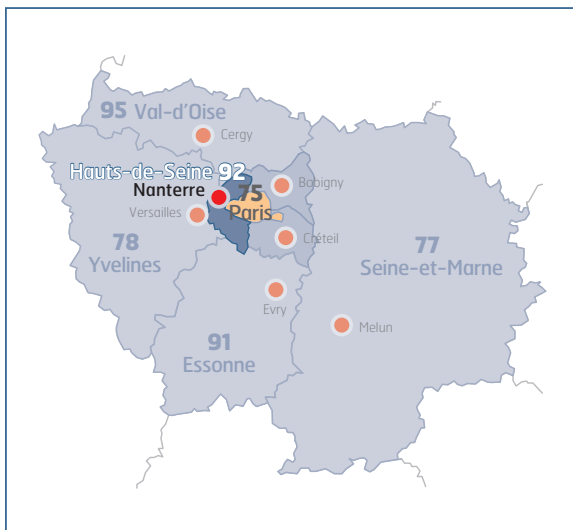 95 Val-d'Oise
Cergy
Hauts-de-Seine 92
Nanterre
75
Paris
Bobigny
Versailles
Créteil
78
Yvelines
77
Seine-et-Marne
Evry
Melun
91
Essonne